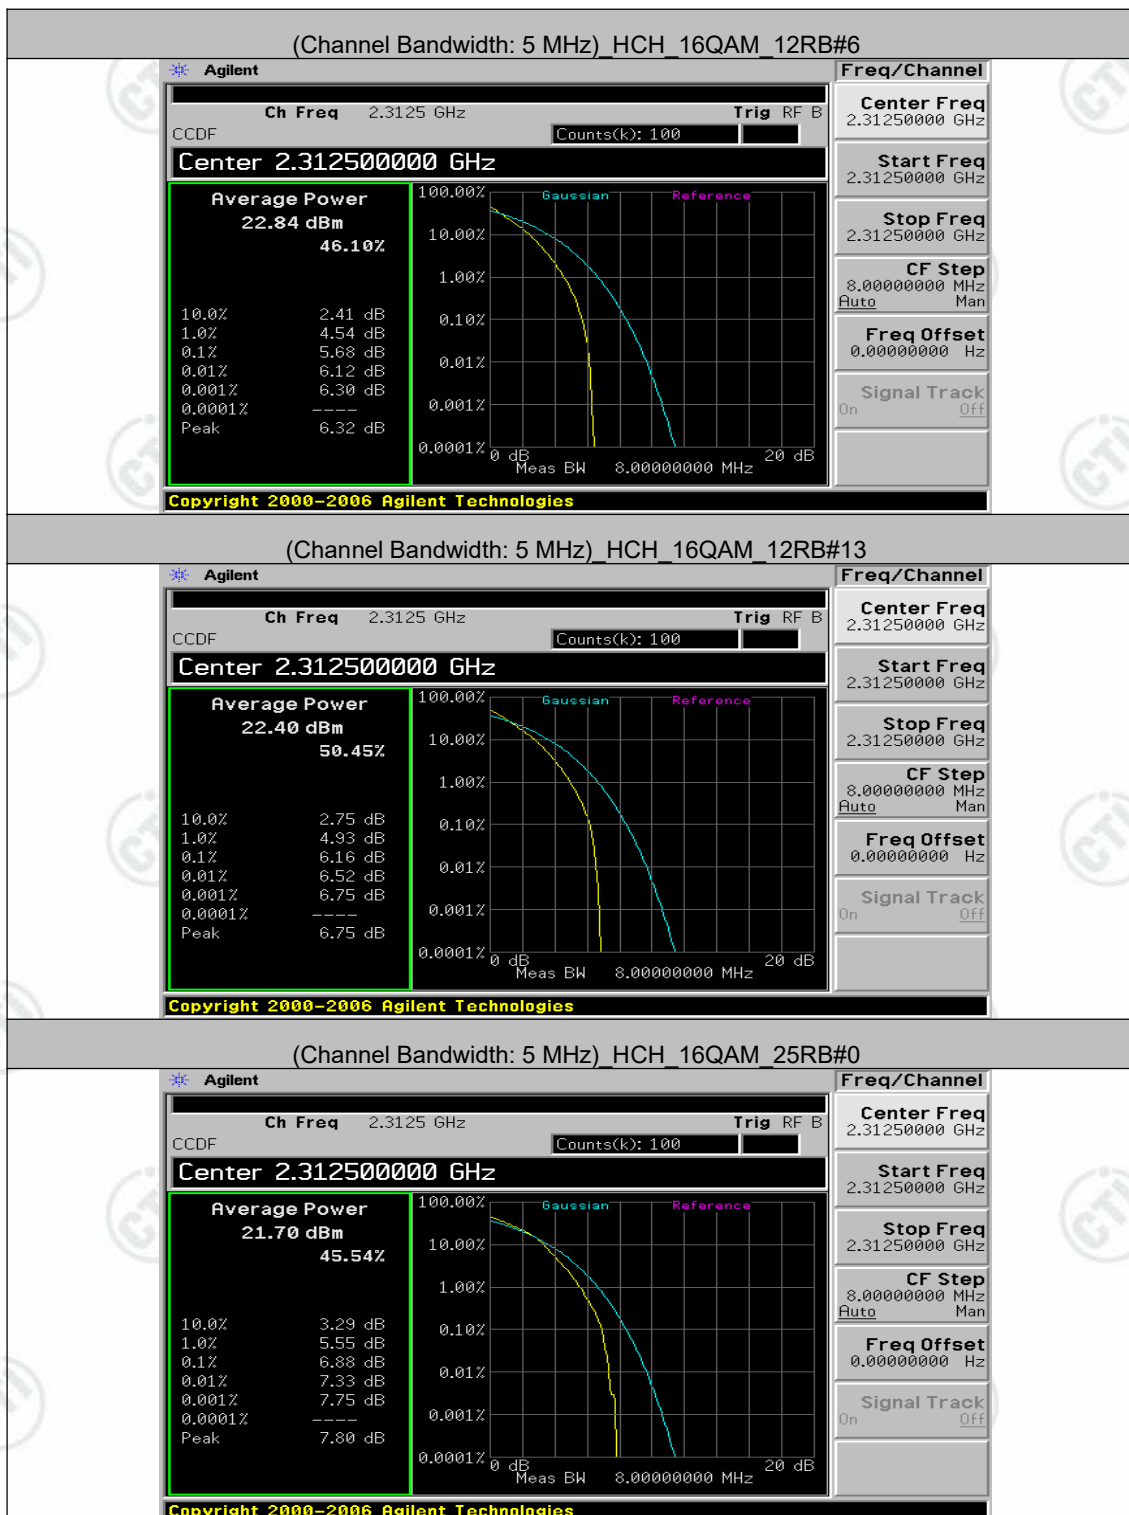 (Channel Bandwidth: 5 MHz)_HCH_16QAM_12RB#6
Agilent
Freq/Channel
Ch Freq 2.3125 GHz Trig RF B
CCDF Counts(k): 100
Center 2.312500000 GHz
Average Power
22.84 dBm
46.10%
10.0% 2.41 dB
1.0% 4.54 dB
0.1% 5.68 dB
0.01% 6.12 dB
0.001% 6.30 dB
0.0001% ----
Peak 6.32 dB
100.00% Gaussian Reference
10.00%
1.00%
0.10%
0.01%
0.001%
0.0001%
0 dB 20 dB
Meas BW 8.00000000 MHz
Center Freq
2.31250000 GHz
Start Freq
2.31250000 GHz
Stop Freq
2.31250000 GHz
CF Step
8.00000000 MHz
Auto Man
Freq Offset
0.00000000 Hz
Signal Track
On Off
Copyright 2000-2006 Agilent Technologies
(Channel Bandwidth: 5 MHz)_HCH_16QAM_12RB#13
Agilent
Freq/Channel
Ch Freq 2.3125 GHz Trig RF B
CCDF Counts(k): 100
Center 2.312500000 GHz
Average Power
22.40 dBm
50.45%
10.0% 2.75 dB
1.0% 4.93 dB
0.1% 6.16 dB
0.01% 6.52 dB
0.001% 6.75 dB
0.0001% ----
Peak 6.75 dB
100.00% Gaussian Reference
10.00%
1.00%
0.10%
0.01%
0.001%
0.0001%
0 dB 20 dB
Meas BW 8.00000000 MHz
Center Freq
2.31250000 GHz
Start Freq
2.31250000 GHz
Stop Freq
2.31250000 GHz
CF Step
8.00000000 MHz
Auto Man
Freq Offset
0.00000000 Hz
Signal Track
On Off
Copyright 2000-2006 Agilent Technologies
(Channel Bandwidth: 5 MHz)_HCH_16QAM_25RB#0
Agilent
Freq/Channel
Ch Freq 2.3125 GHz Trig RF B
CCDF Counts(k): 100
Center 2.312500000 GHz
Average Power
21.70 dBm
45.54%
10.0% 3.29 dB
1.0% 5.55 dB
0.1% 6.88 dB
0.01% 7.33 dB
0.001% 7.75 dB
0.0001% ----
Peak 7.80 dB
100.00% Gaussian Reference
10.00%
1.00%
0.10%
0.01%
0.001%
0.0001%
0 dB 20 dB
Meas BW 8.00000000 MHz
Center Freq
2.31250000 GHz
Start Freq
2.31250000 GHz
Stop Freq
2.31250000 GHz
CF Step
8.00000000 MHz
Auto Man
Freq Offset
0.00000000 Hz
Signal Track
On Off
Copyright 2000-2006 Agilent Technologies